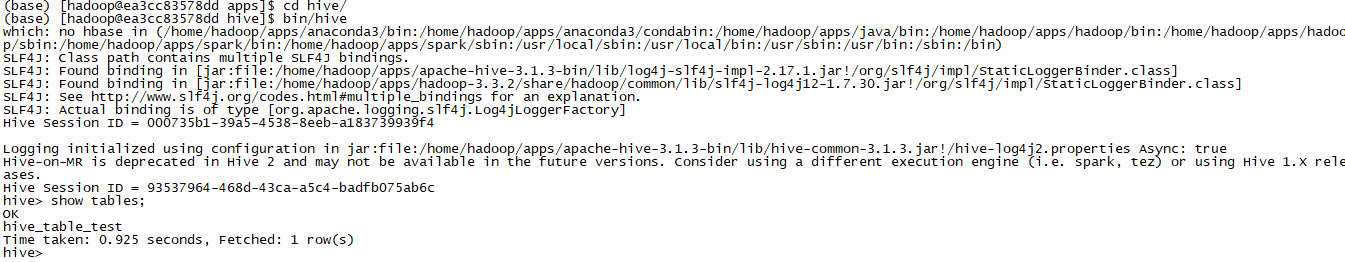 (base) [hadoop@ea3cc83578dd apps]$ cd hive/
(base) [hadoop@ea3cc83578dd hive]$ bin/hive
which: no hbase in (/home/hadoop/apps/anaconda3/bin:/home/hadoop/apps/anaconda3/condabin:/home/hadoop/apps/java/bin:/home/hadoop/apps/hadoop/bin:/home/hadoop/apps/hadoo
p/sbin:/home/hadoop/apps/spark/bin:/home/hadoop/apps/spark/sbin:/usr/local/sbin:/usr/local/bin:/usr/sbin:/usr/bin:/sbin:/bin)
SLF4J: Class path contains multiple SLF4J bindings.
SLF4J: Found binding in [jar:file:/home/hadoop/apps/apache-hive-3.1.3-bin/lib/log4j-slf4j-impl-2.17.1.jar!/org/slf4j/impl/StaticLoggerBinder.class]
SLF4J: Found binding in [jar:file:/home/hadoop/apps/hadoop-3.3.2/share/hadoop/common/lib/slf4j-log4j12-1.7.30.jar!/org/slf4j/impl/StaticLoggerBinder.class]
SLF4J: See http://www.slf4j.org/codes.html#multiple_bindings for an explanation.
SLF4J: Actual binding is of type [org.apache.logging.slf4j.Log4jLoggerFactory]
Hive Session ID = 000735b1-39a5-4538-8eeb-a183739939f4
Logging initialized using configuration in jar:file:/home/hadoop/apps/apache-hive-3.1.3-bin/lib/hive-common-3.1.3.jar!/hive-log4j2.properties Async: true
Hive-on-MR is deprecated in Hive 2 and may not be available in the future versions. Consider using a different execution engine (i.e. spark, tez) or using Hive 1.X rele
ases.
Hive Session ID = 93537964-468d-43ca-a5c4-badfb075ab6c
hive> show tables;
OK
hive_table_test
Time taken: 0.925 seconds, Fetched: 1 row(s)
hive>